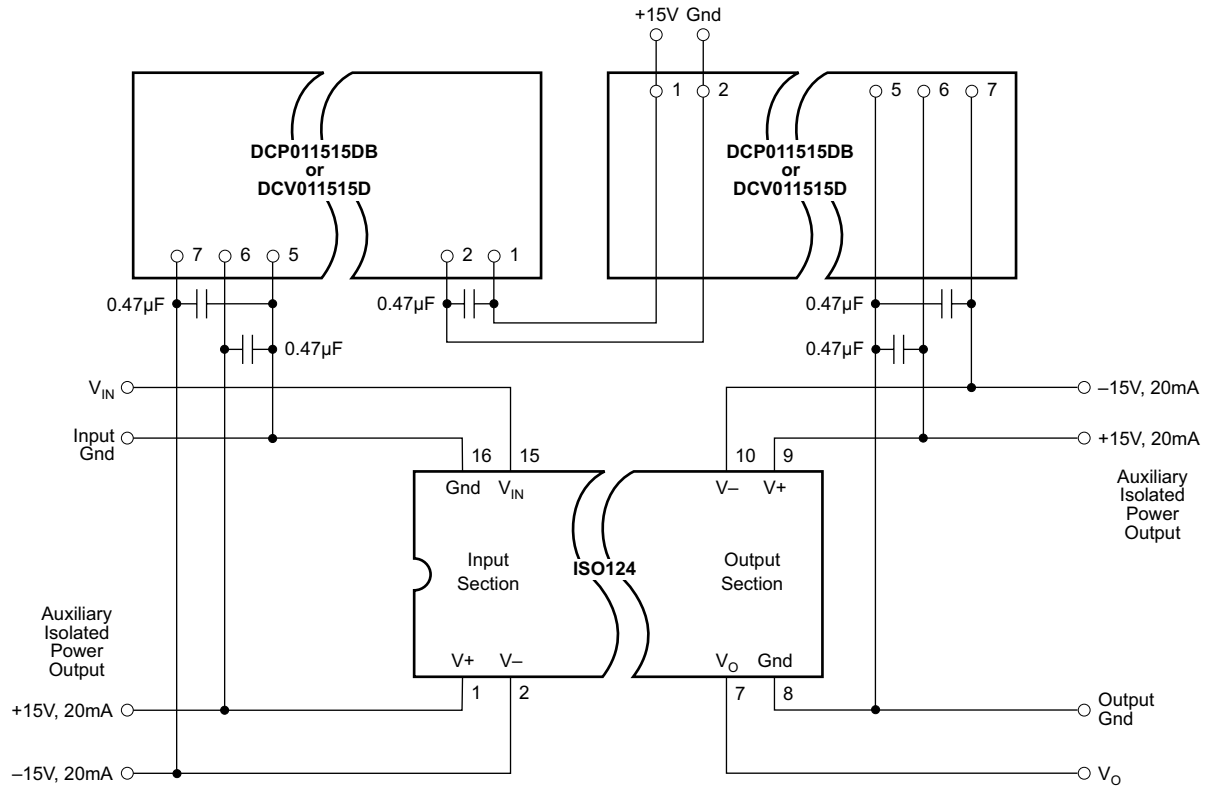 +15V Gnd
1 2 5 6 7
DCP011515DB
or
DCV011515D
DCP011515DB
or
DCV011515D
7 6 5 2 1
0.47µF 0.47µF 0.47µF
0.47µF 0.47µF
V_IN –15V, 20mA
Input
Gnd
+15V, 20mA
16 15 10 9
Gnd V_IN V– V+
Auxiliary
Isolated
Power
Output
Input
Section
ISO124
Output
Section
Auxiliary
Isolated
Power
Output
V+ V– V_O Gnd
1 2 7 8
+15V, 20mA
Output
Gnd
–15V, 20mA V_O